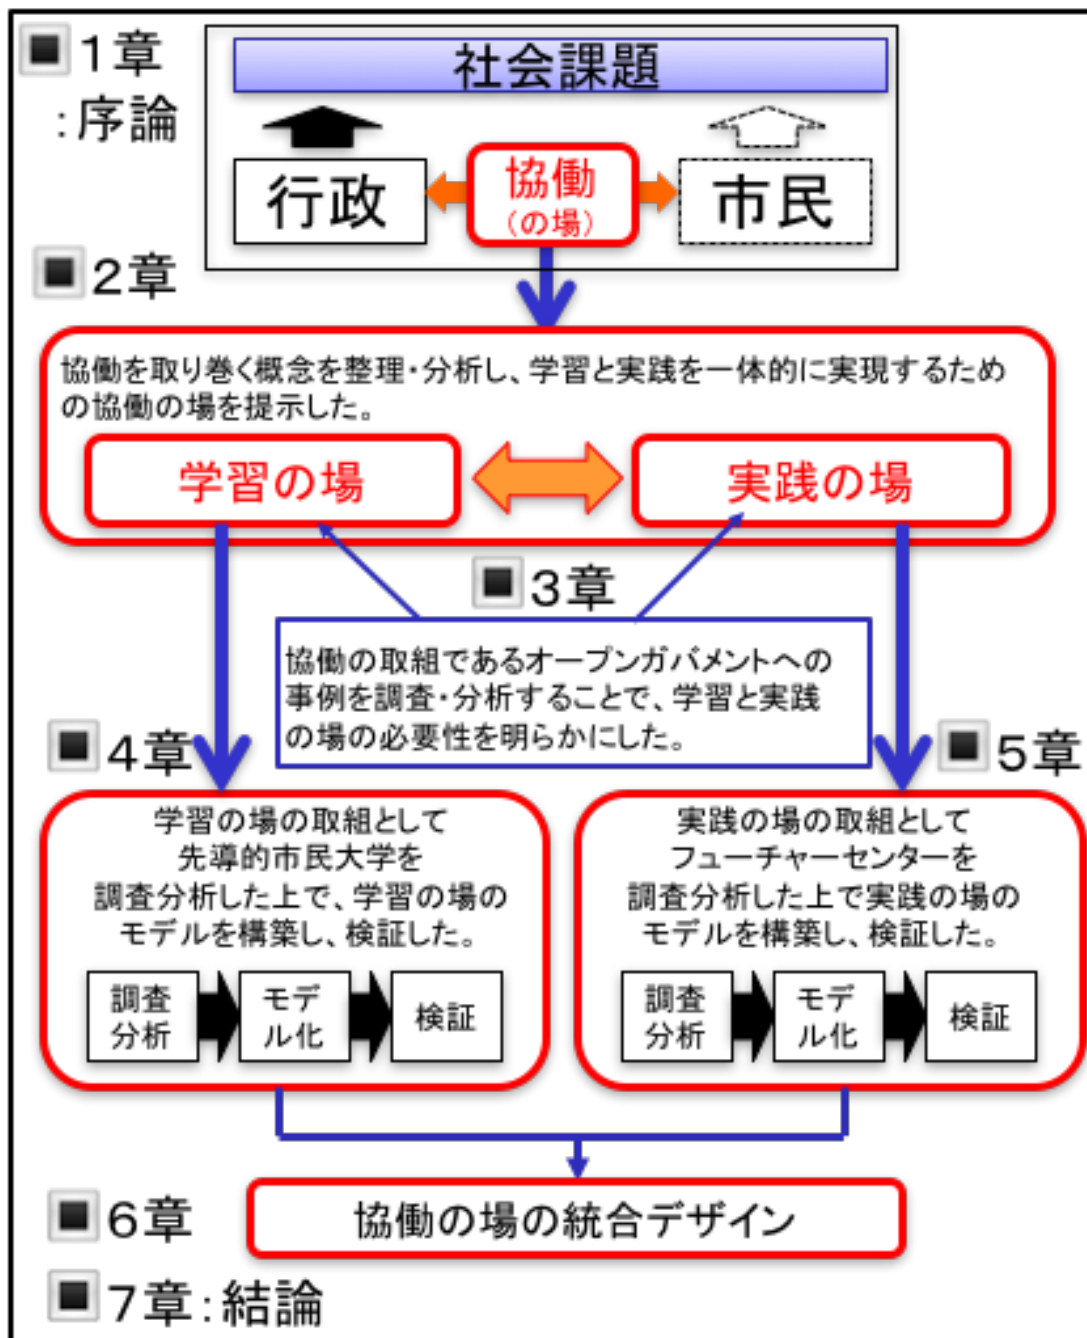 1章
:序論
社会課題
行政
協働
(の場)
市民
2章
協働を取り巻く概念を整理・分析し、学習と実践を一体的に実現するため
の協働の場を提示した。
学習の場
実践の場
3章
協働の取組であるオープンガバメントへの
事例を調査・分析することで、学習と実践
の場の必要性を明らかにした。
4章
学習の場の取組として
先導的市民大学を
調査分析した上で、学習の場の
モデルを構築し、検証した。
調査
分析
モデ
ル化
検証
5章
実践の場の取組として
フューチャーセンターを
調査分析した上で実践の場の
モデルを構築し、検証した。
調査
分析
モデ
ル化
検証
6章
協働の場の統合デザイン
7章:結論